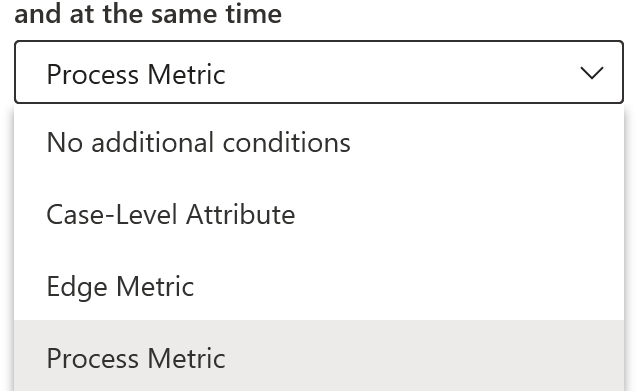 and at the same time
Process Metric
No additional conditions
Case-Level Attribute
Edge Metric
Process Metric